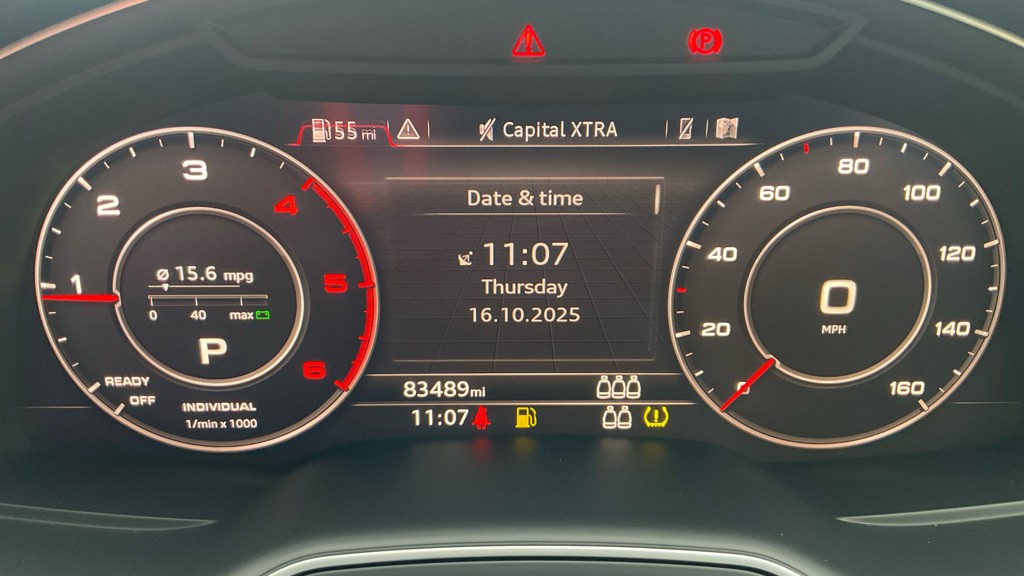 P
55 mi
Capital XTRA
Date & time
11:07
Thursday
16.10.2025
83489mi
11:07
1
2
3
4
5
6
ø 15.6 mpg
0 40 max
P
READY
OFF
INDIVIDUAL
1/min x 1000
0
20
40
60
80
100
120
140
160
0
MPH